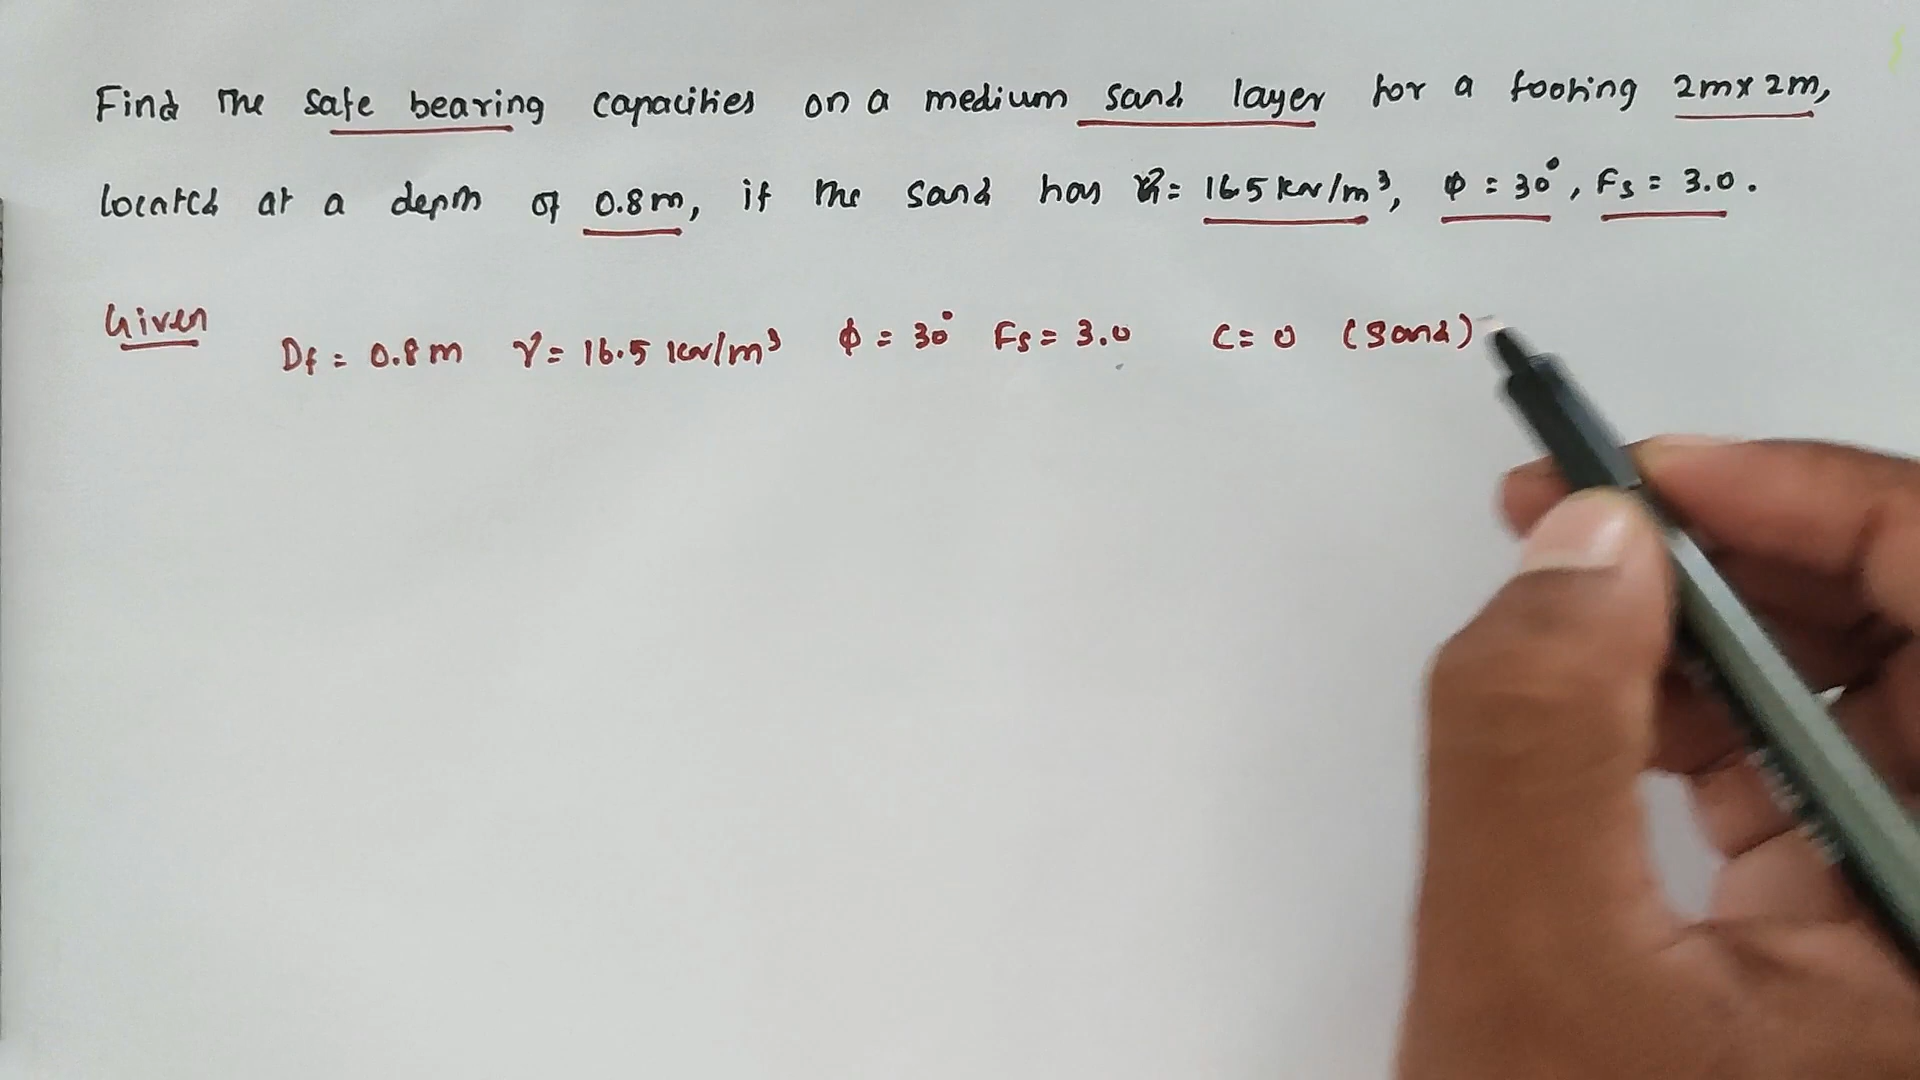 Find the safe bearing capacities on a medium sand layer for a footing 2m x 2m,
located at a depth of 0.8m, if the sand has γ = 16.5 kN/m³, φ = 30°, Fs = 3.0.
Given
Df = 0.8m γ = 16.5 kN/m³ φ = 30° Fs = 3.0 C = 0 (Sand)